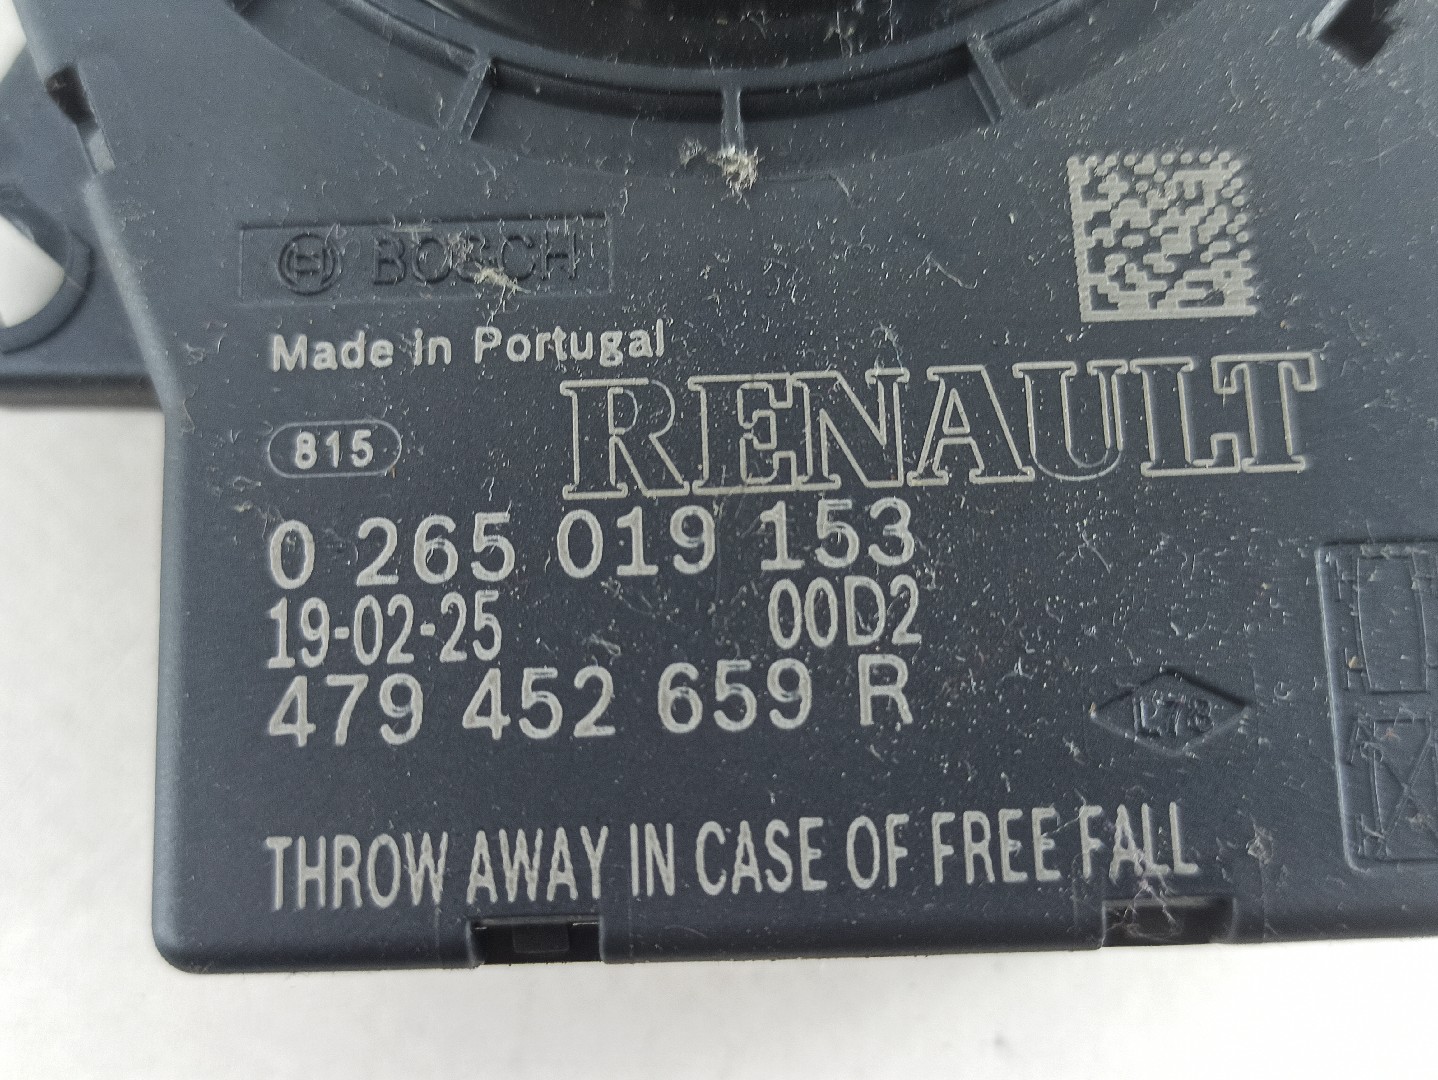 BOSCH
Made in Portugal
RENAULT
815
0 265 019 153
19-02-25 00D2
479 452 659 R
L78
THROW AWAY IN CASE OF FREE FALL